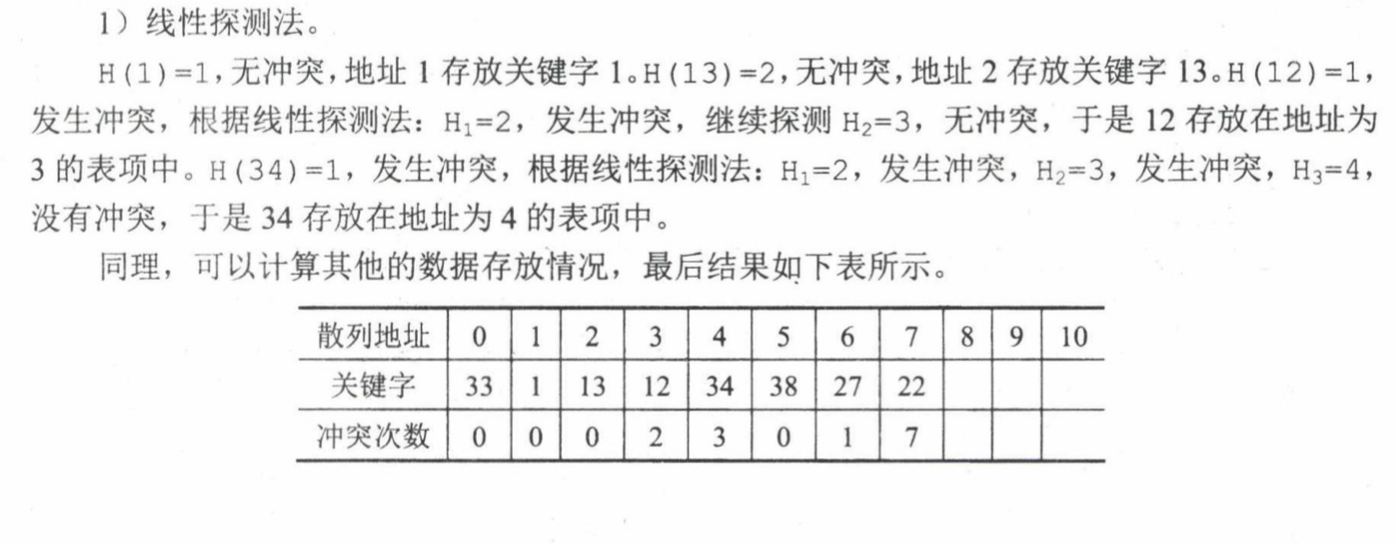 1）线性探测法。
H(1)=1，无冲突，地址 1 存放关键字 1。H(13)=2，无冲突，地址 2 存放关键字 13。H(12)=1，
发生冲突，根据线性探测法：H₁=2，发生冲突，继续探测 H₂=3，无冲突，于是 12 存放在地址为
3 的表项中。H(34)=1，发生冲突，根据线性探测法：H₁=2，发生冲突，H₂=3，发生冲突，H₃=4，
没有冲突，于是 34 存放在地址为 4 的表项中。
同理，可以计算其他的数据存放情况，最后结果如下表所示。
散列地址 0 1 2 3 4 5 6 7 8 9 10
关键字 33 1 13 12 34 38 27 22
冲突次数 0 0 0 2 3 0 1 7